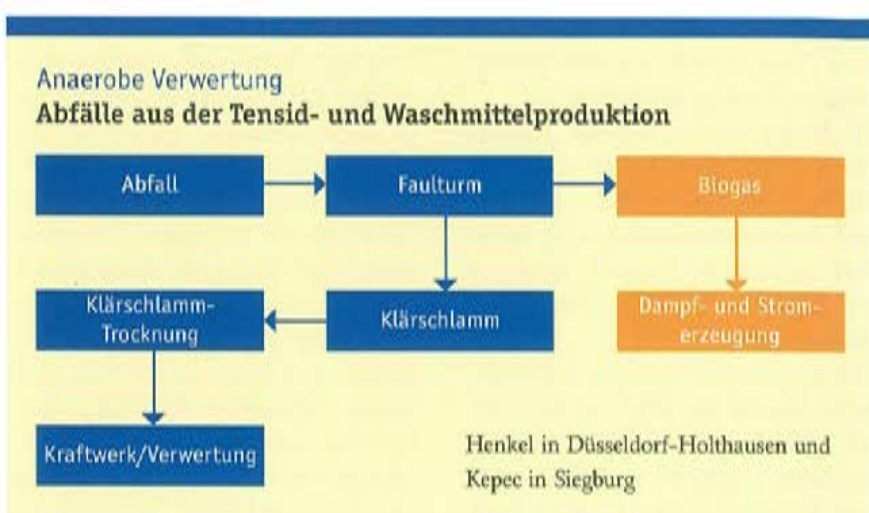 Anaerobe Verwertung
Abfälle aus der Tensid- und Waschmittelproduktion
Abfall
Faulturm
Biogas
Klärschlamm-
Trocknung
Klärschlamm
Dampf- und Strom-
erzeugung
Kraftwerk/Verwertung
Henkel in Düsseldorf-Holthausen und
Kepec in Siegburg